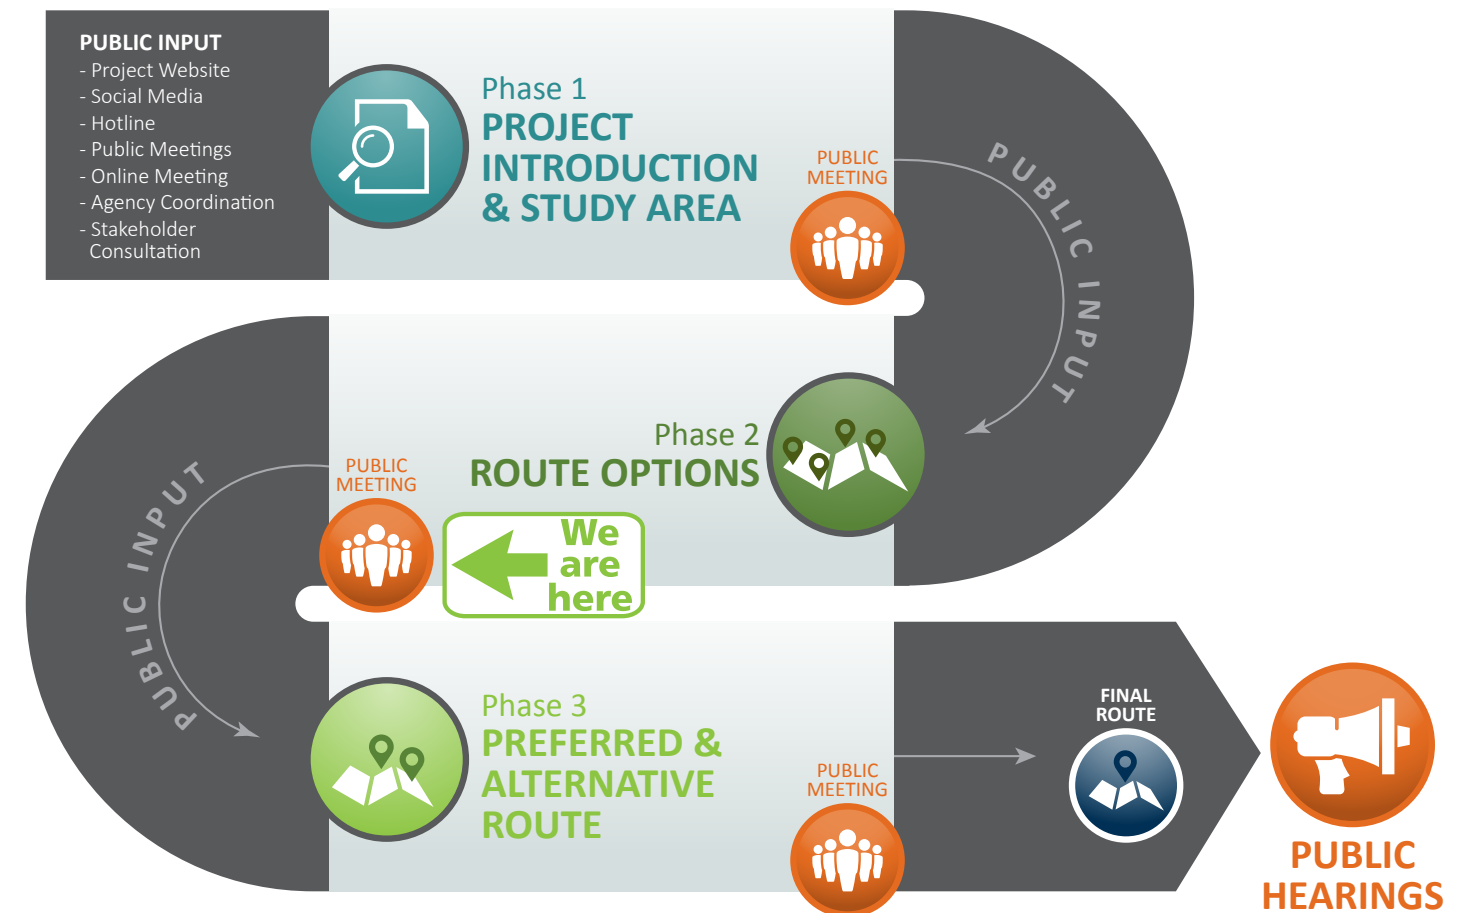 PUBLIC INPUT
- Project Website
- Social Media
- Hotline
- Public Meetings
- Online Meeting
- Agency Coordination
- Stakeholder
Consultation
Phase 1
PROJECT
INTRODUCTION
& STUDY AREA
PUBLIC
MEETING
PUBLIC INPUT
Phase 2
ROUTE OPTIONS
PUBLIC
MEETING
We
are
here
PUBLIC INPUT
Phase 3
PREFERRED &
ALTERNATIVE
ROUTE
PUBLIC
MEETING
FINAL
ROUTE
PUBLIC
HEARINGS